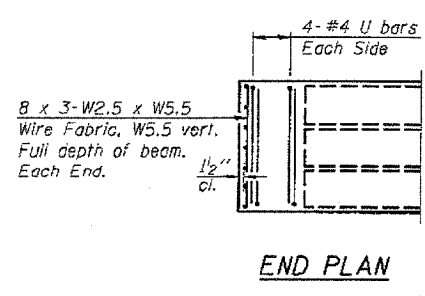 4-#4 U bars
Each Side
8 x 3-W2.5 x W5.5
Wire Fabric, W5.5 vert.
Full depth of beam.
Each End.
1½"
cl.
END PLAN